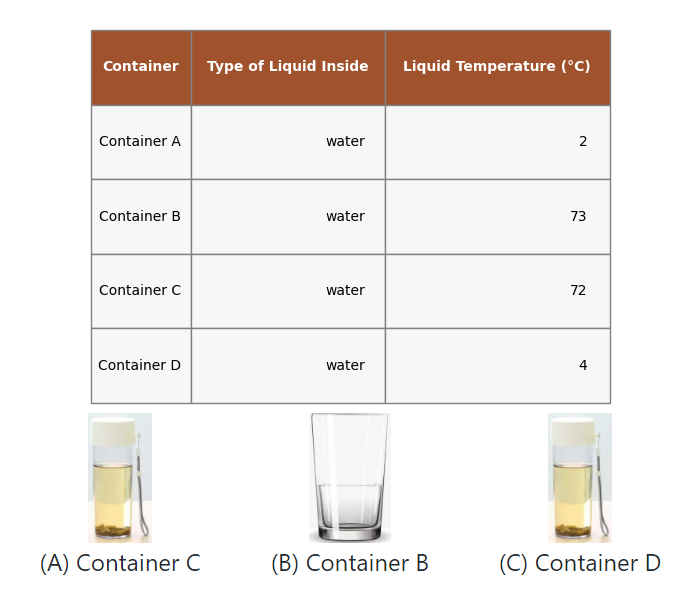 Container Type of Liquid Inside Liquid Temperature (°C)
Container A water 2
Container B water 73
Container C water 72
Container D water 4
(A) Container C (B) Container B (C) Container D